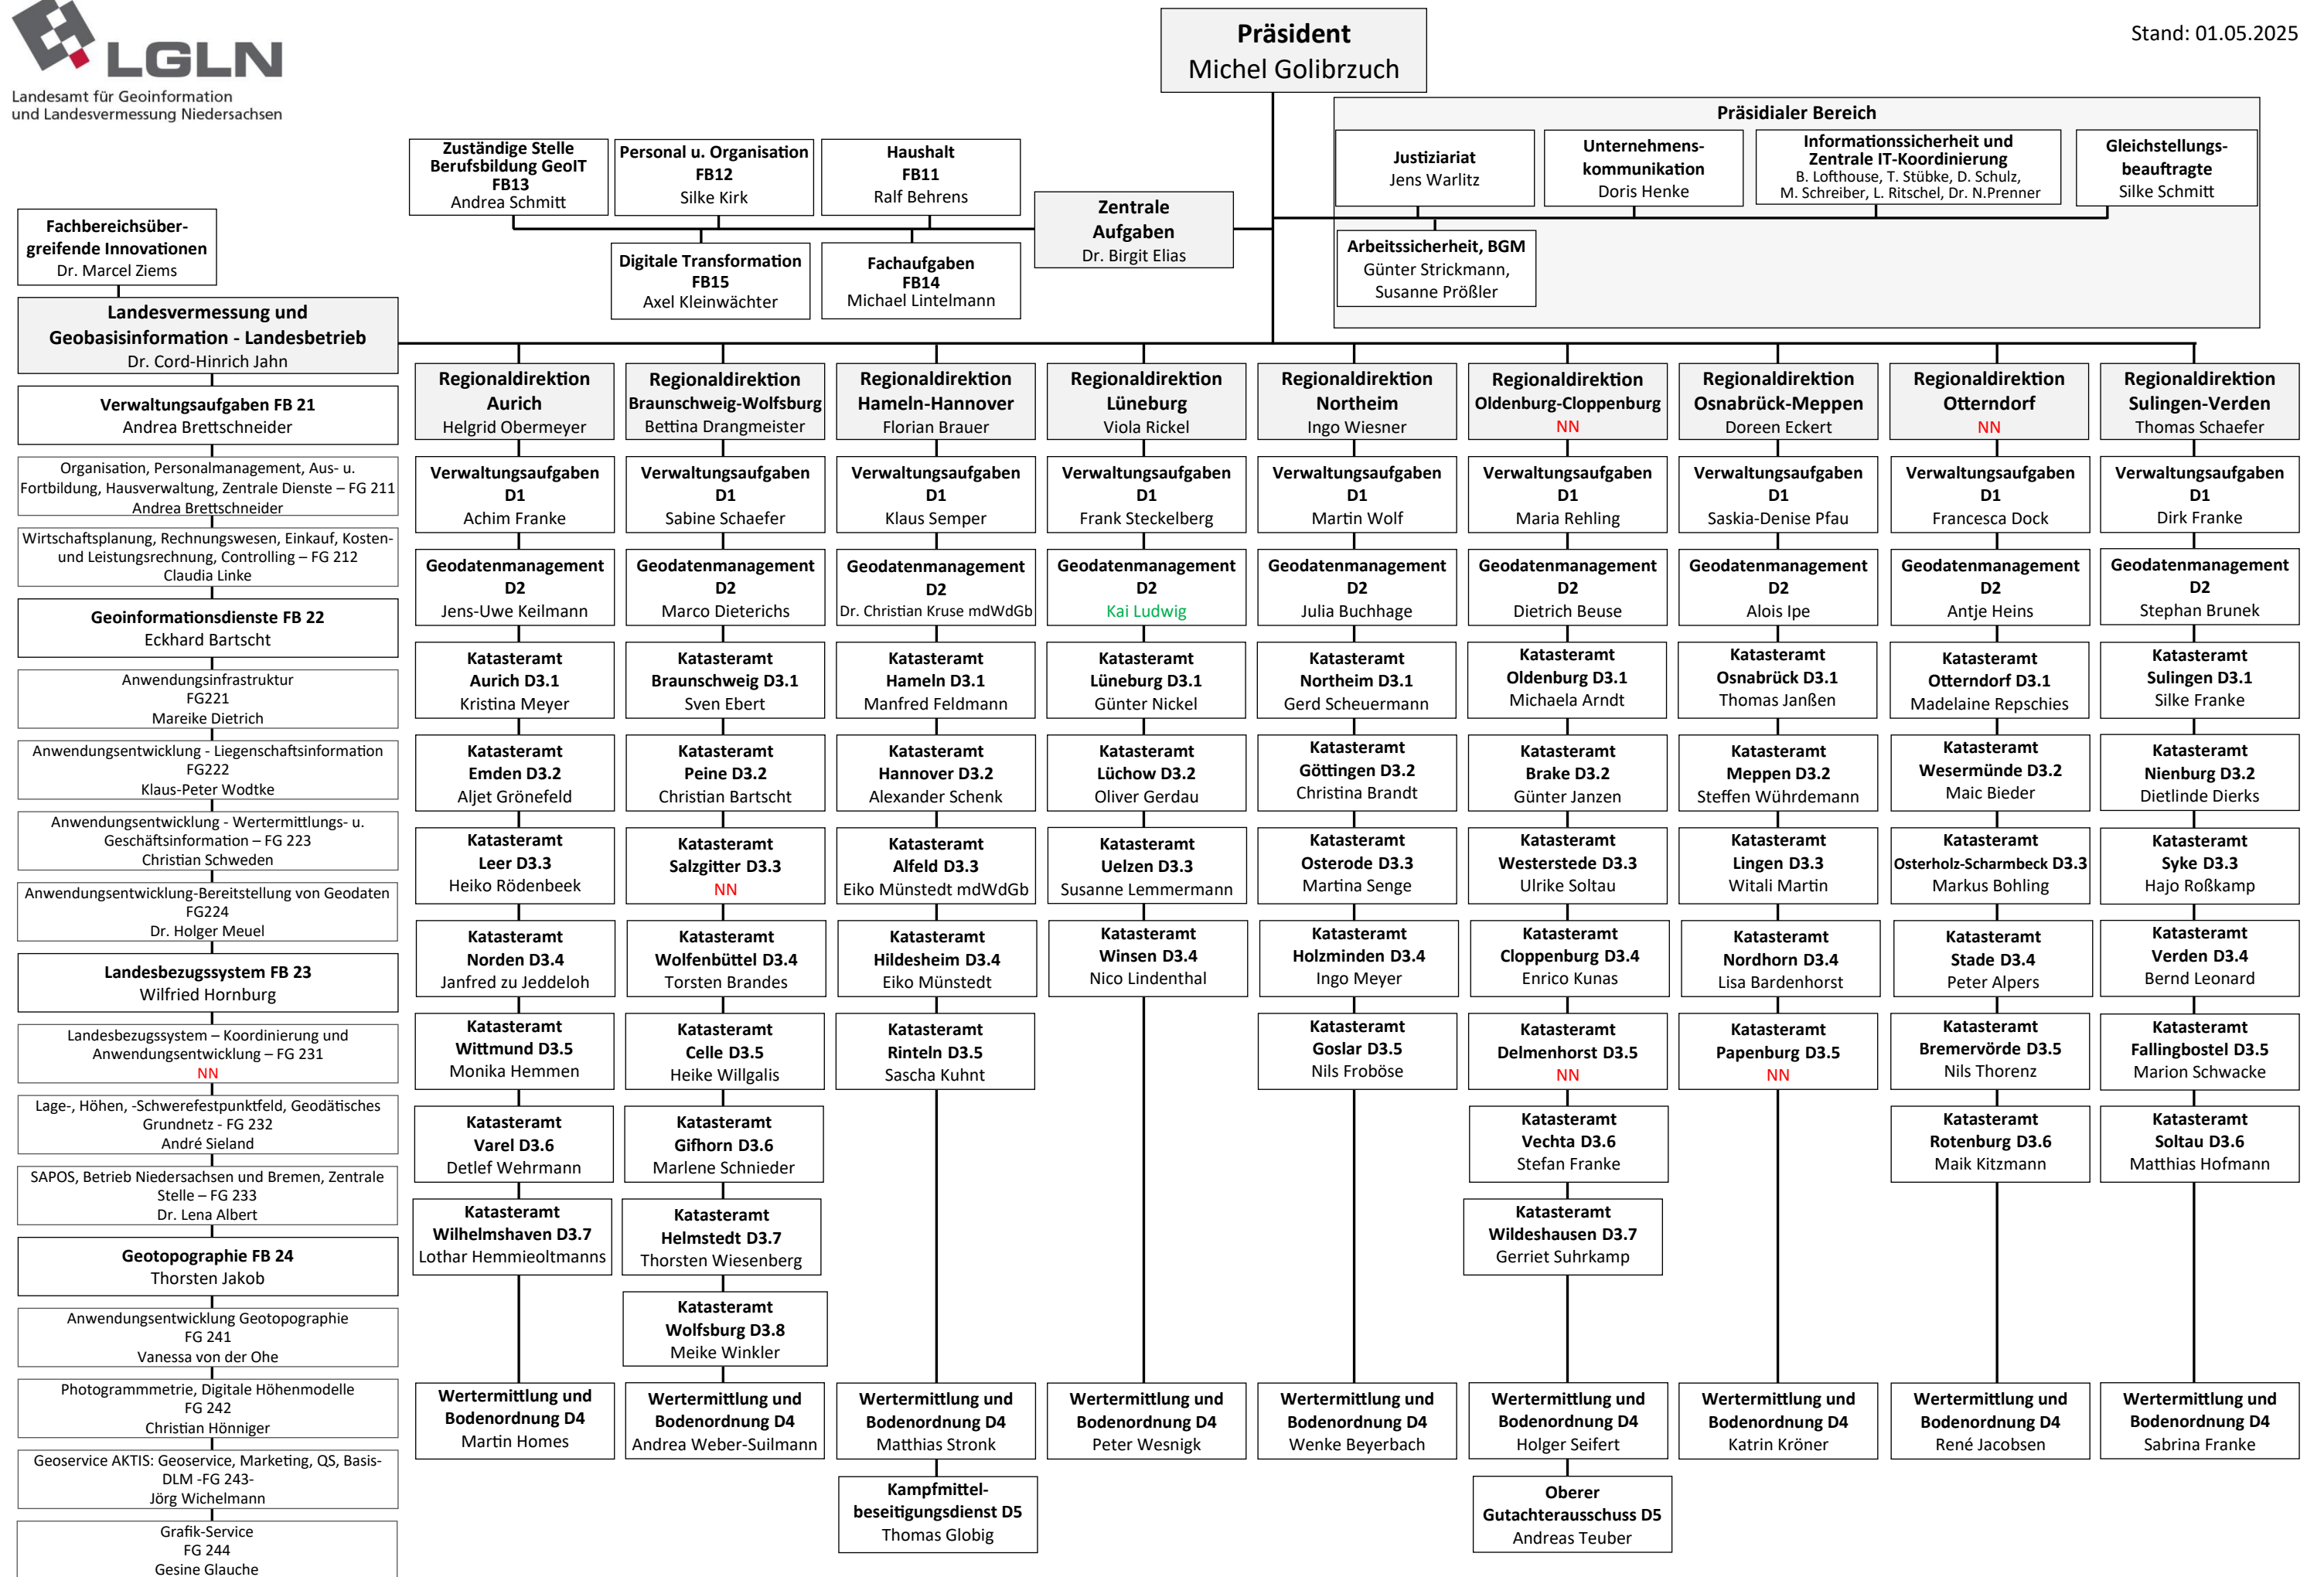 LGLN
Landesamt für Geoinformation
und Landesvermessung Niedersachsen
Präsident
Michel Golibrzuch
Stand: 01.05.2025
Präsidialer Bereich
Justiziariat
Jens Warlitz
Unternehmens-
kommunikation
Doris Henke
Informationssicherheit und
Zentrale IT-Koordinierung
B. Lofthouse, T. Stübke, D. Schulz,
M. Schreiber, L. Ritschel, Dr. N.Prenner
Gleichstellungs-
beauftragte
Silke Schmitt
Arbeitssicherheit, BGM
Günter Strickmann,
Susanne Prößler
Zuständige Stelle
Berufsbildung GeoIT
FB13
Andrea Schmitt
Personal u. Organisation
FB12
Silke Kirk
Haushalt
FB11
Ralf Behrens
Zentrale
Aufgaben
Dr. Birgit Elias
Digitale Transformation
FB15
Axel Kleinwächter
Fachaufgaben
FB14
Michael Lintelmann
Fachbereichsüber-
greifende Innovationen
Dr. Marcel Ziems
Landesvermessung und
Geobasisinformation - Landesbetrieb
Dr. Cord-Hinrich Jahn
Verwaltungsaufgaben FB 21
Andrea Brettschneider
Organisation, Personalmanagement, Aus- u.
Fortbildung, Hausverwaltung, Zentrale Dienste – FG 211
Andrea Brettschneider
Wirtschaftsplanung, Rechnungswesen, Einkauf, Kosten-
und Leistungsrechnung, Controlling – FG 212
Claudia Linke
Geoinformationsdienste FB 22
Eckhard Bartscht
Anwendungsinfrastruktur
FG221
Mareike Dietrich
Anwendungsentwicklung - Liegenschaftsinformation
FG222
Klaus-Peter Wodtke
Anwendungsentwicklung - Wertermittlungs- u.
Geschäftsinformation – FG 223
Christian Schweden
Anwendungsentwicklung-Bereitstellung von Geodaten
FG224
Dr. Holger Meuel
Landesbezugssystem FB 23
Wilfried Hornburg
Landesbezugssystem – Koordinierung und
Anwendungsentwicklung – FG 231
NN
Lage-, Höhen, -Schwerefestpunktfeld, Geodätisches
Grundnetz - FG 232
André Sieland
SAPOS, Betrieb Niedersachsen und Bremen, Zentrale
Stelle – FG 233
Dr. Lena Albert
Geotopographie FB 24
Thorsten Jakob
Anwendungsentwicklung Geotopographie
FG 241
Vanessa von der Ohe
Photogrammmetrie, Digitale Höhenmodelle
FG 242
Christian Hönniger
Geoservice AKTIS: Geoservice, Marketing, QS, Basis-
DLM -FG 243-
Jörg Wichelmann
Grafik-Service
FG 244
Gesine Glauche
Regionaldirektion
Aurich
Helgrid Obermeyer
Verwaltungsaufgaben
D1
Achim Franke
Geodatenmanagement
D2
Jens-Uwe Keilmann
Katasteramt
Aurich D3.1
Kristina Meyer
Katasteramt
Emden D3.2
Aljet Grönefeld
Katasteramt
Leer D3.3
Heiko Rödenbeek
Katasteramt
Norden D3.4
Janfred zu Jeddeloh
Katasteramt
Wittmund D3.5
Monika Hemmen
Katasteramt
Varel D3.6
Detlef Wehrmann
Katasteramt
Wilhelmshaven D3.7
Lothar Hemmieoltmanns
Wertermittlung und
Bodenordnung D4
Martin Homes
Regionaldirektion
Braunschweig-Wolfsburg
Bettina Drangmeister
Verwaltungsaufgaben
D1
Sabine Schaefer
Geodatenmanagement
D2
Marco Dieterichs
Katasteramt
Braunschweig D3.1
Sven Ebert
Katasteramt
Peine D3.2
Christian Bartscht
Katasteramt
Salzgitter D3.3
NN
Katasteramt
Wolfenbüttel D3.4
Torsten Brandes
Katasteramt
Celle D3.5
Heike Willgalis
Katasteramt
Gifhorn D3.6
Marlene Schnieder
Katasteramt
Helmstedt D3.7
Thorsten Wiesenberg
Katasteramt
Wolfsburg D3.8
Meike Winkler
Wertermittlung und
Bodenordnung D4
Andrea Weber-Suilmann
Regionaldirektion
Hameln-Hannover
Florian Brauer
Verwaltungsaufgaben
D1
Klaus Semper
Geodatenmanagement
D2
Dr. Christian Kruse mdWdGb
Katasteramt
Hameln D3.1
Manfred Feldmann
Katasteramt
Hannover D3.2
Alexander Schenk
Katasteramt
Alfeld D3.3
Eiko Münstedt mdWdGb
Katasteramt
Hildesheim D3.4
Eiko Münstedt
Katasteramt
Rinteln D3.5
Sascha Kuhnt
Wertermittlung und
Bodenordnung D4
Matthias Stronk
Kampfmittel-
beseitigungsdienst D5
Thomas Globig
Regionaldirektion
Lüneburg
Viola Rickel
Verwaltungsaufgaben
D1
Frank Steckelberg
Geodatenmanagement
D2
Kai Ludwig
Katasteramt
Lüneburg D3.1
Günter Nickel
Katasteramt
Lüchow D3.2
Oliver Gerdau
Katasteramt
Uelzen D3.3
Susanne Lemmermann
Katasteramt
Winsen D3.4
Nico Lindenthal
Wertermittlung und
Bodenordnung D4
Peter Wesnigk
Regionaldirektion
Northeim
Ingo Wiesner
Verwaltungsaufgaben
D1
Martin Wolf
Geodatenmanagement
D2
Julia Buchhage
Katasteramt
Northeim D3.1
Gerd Scheuermann
Katasteramt
Göttingen D3.2
Christina Brandt
Katasteramt
Osterode D3.3
Martina Senge
Katasteramt
Holzminden D3.4
Ingo Meyer
Katasteramt
Goslar D3.5
Nils Froböse
Wertermittlung und
Bodenordnung D4
Wenke Beyerbach
Regionaldirektion
Oldenburg-Cloppenburg
NN
Verwaltungsaufgaben
D1
Maria Rehling
Geodatenmanagement
D2
Dietrich Beuse
Katasteramt
Oldenburg D3.1
Michaela Arndt
Katasteramt
Brake D3.2
Günter Janzen
Katasteramt
Westerstede D3.3
Ulrike Soltau
Katasteramt
Cloppenburg D3.4
Enrico Kunas
Katasteramt
Delmenhorst D3.5
NN
Katasteramt
Vechta D3.6
Stefan Franke
Katasteramt
Wildeshausen D3.7
Gerriet Suhrkamp
Wertermittlung und
Bodenordnung D4
Holger Seifert
Oberer
Gutachterausschuss D5
Andreas Teuber
Regionaldirektion
Osnabrück-Meppen
Doreen Eckert
Verwaltungsaufgaben
D1
Saskia-Denise Pfau
Geodatenmanagement
D2
Alois Ipe
Katasteramt
Osnabrück D3.1
Thomas Janßen
Katasteramt
Meppen D3.2
Steffen Wührdemann
Katasteramt
Lingen D3.3
Witali Martin
Katasteramt
Nordhorn D3.4
Lisa Bardenhorst
Katasteramt
Papenburg D3.5
NN
Wertermittlung und
Bodenordnung D4
Katrin Kröner
Regionaldirektion
Otterndorf
NN
Verwaltungsaufgaben
D1
Francesca Dock
Geodatenmanagement
D2
Antje Heins
Katasteramt
Otterndorf D3.1
Madelaine Repschies
Katasteramt
Wesermünde D3.2
Maic Bieder
Katasteramt
Osterholz-Scharmbeck D3.3
Markus Bohling
Katasteramt
Stade D3.4
Peter Alpers
Katasteramt
Bremervörde D3.5
Nils Thorenz
Katasteramt
Rotenburg D3.6
Maik Kitzmann
Wertermittlung und
Bodenordnung D4
René Jacobsen
Regionaldirektion
Sulingen-Verden
Thomas Schaefer
Verwaltungsaufgaben
D1
Dirk Franke
Geodatenmanagement
D2
Stephan Brunek
Katasteramt
Sulingen D3.1
Silke Franke
Katasteramt
Nienburg D3.2
Dietlinde Dierks
Katasteramt
Syke D3.3
Hajo Roßkamp
Katasteramt
Verden D3.4
Bernd Leonard
Katasteramt
Fallingbostel D3.5
Marion Schwacke
Katasteramt
Soltau D3.6
Matthias Hofmann
Wertermittlung und
Bodenordnung D4
Sabrina Franke